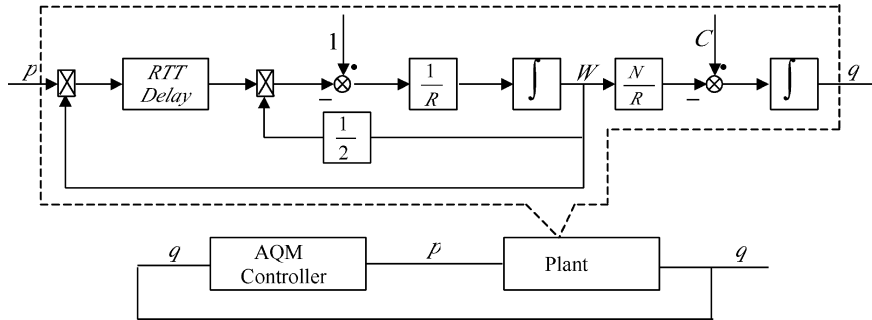 1
C
p
RTT
Delay
−
1
R
∫
W
N
R
−
∫
q
1
2
q
AQM
Controller
p
Plant
q